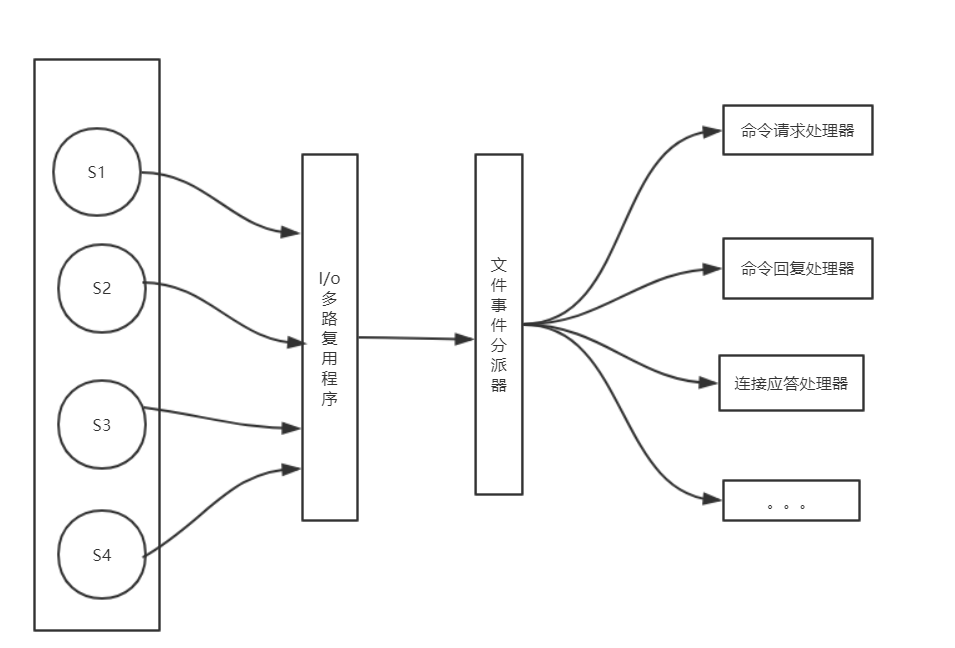 S1
S2
S3
S4
I/o
多
路
复
用
程
序
文
件
事
件
分
派
器
命令请求处理器
命令回复处理器
连接应答处理器
。。。